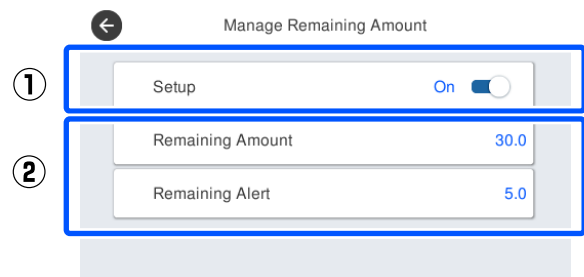 Manage Remaining Amount
①
Setup On
②
Remaining Amount 30.0
Remaining Alert 5.0